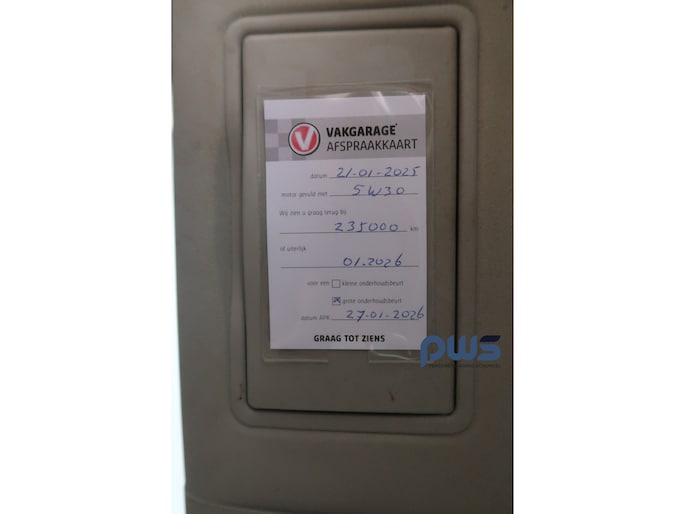 V VAKGARAGE
AFSPRAAKKAART
datum 21-01-2025
motor gevuld met 5W30
Wij zien u graag terug bij
235000 km
of uiterlijk
01.2026
voor een kleine onderhoudsbeurt
grote onderhoudsbeurt
datum APK 27-01-2026
GRAAG TOT ZIENS
pws